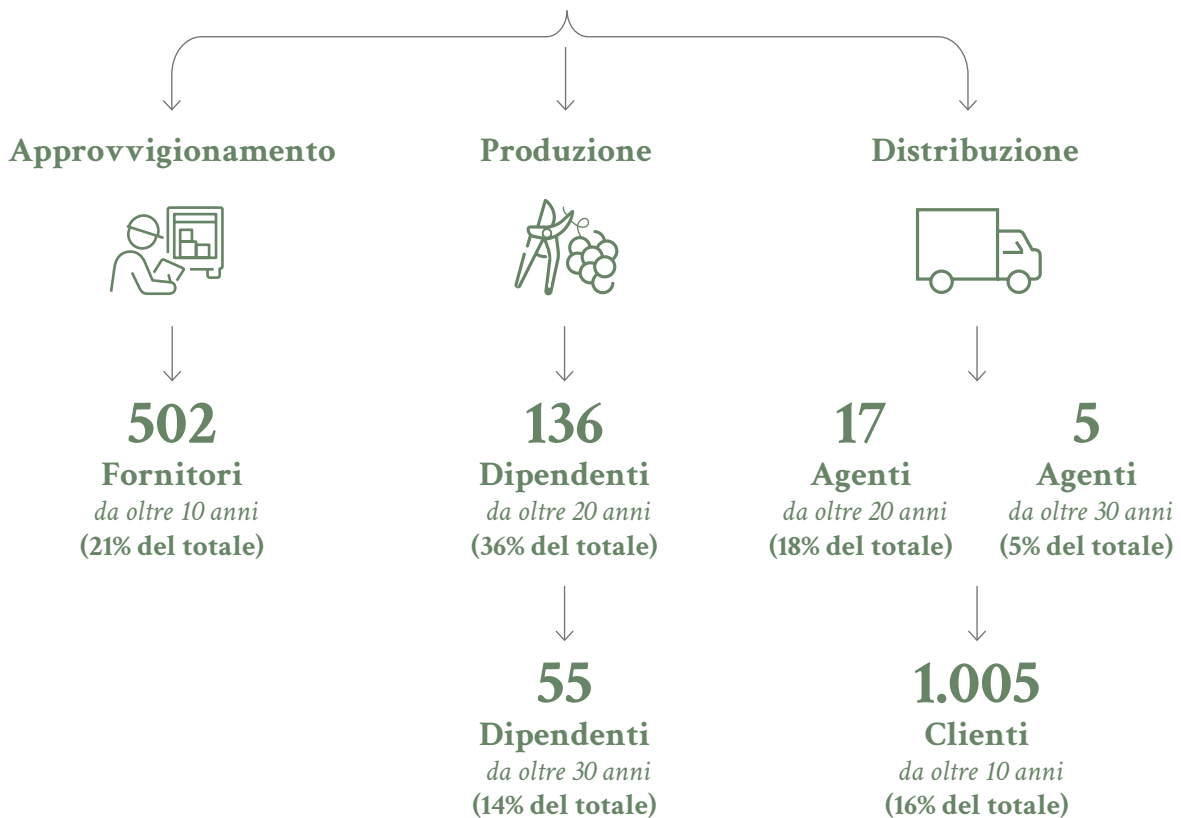 Approvvigionamento
Produzione
Distribuzione
502
Fornitori
da oltre 10 anni
(21% del totale)
136
Dipendenti
da oltre 20 anni
(36% del totale)
17
Agenti
da oltre 20 anni
(18% del totale)
5
Agenti
da oltre 30 anni
(5% del totale)
55
Dipendenti
da oltre 30 anni
(14% del totale)
1.005
Clienti
da oltre 10 anni
(16% del totale)